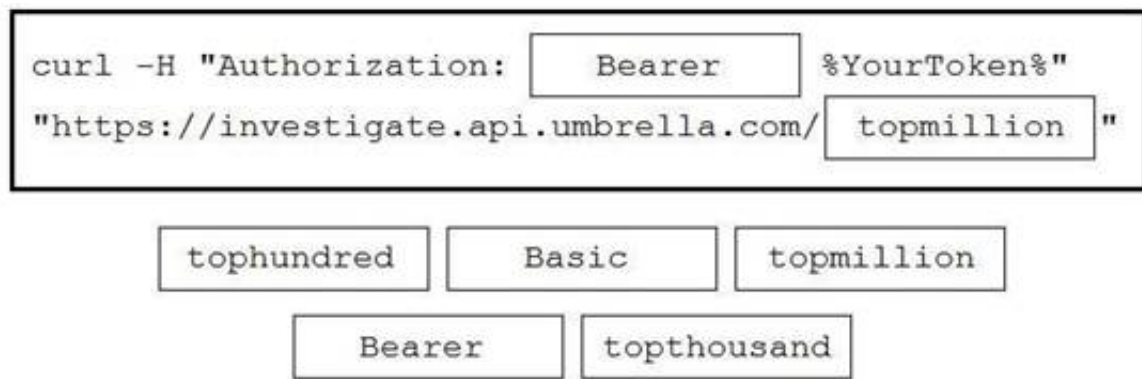 curl -H "Authorization: Bearer %YourToken%"
"https://investigate.api.umbrella.com/ topmillion "
tophundred Basic topmillion
Bearer topthousand